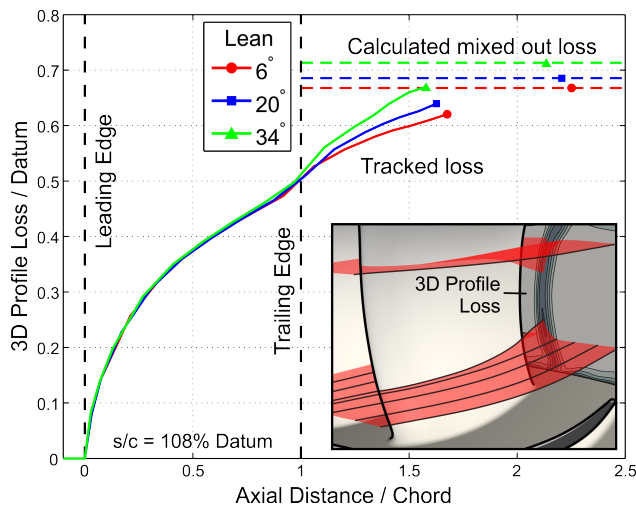 0.8
0.7
0.6
0.5
0.4
0.3
0.2
0.1
0
3D Profile Loss / Datum
Lean
6°
20°
34°
Calculated mixed out loss
Tracked loss
Leading Edge
Trailing Edge
3D Profile
Loss
s/c = 108% Datum
0
0.5
1
1.5
2
2.5
Axial Distance / Chord